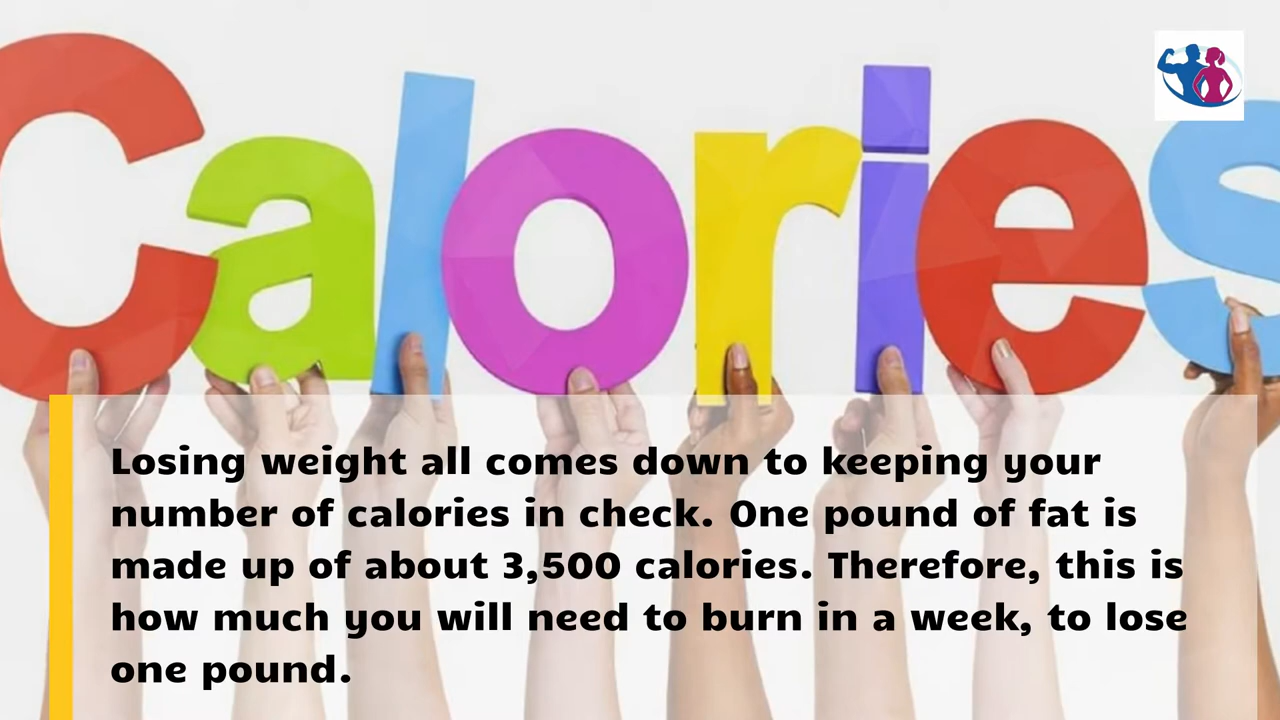 Calories
Losing weight all comes down to keeping your
number of calories in check. One pound of fat is
made up of about 3,500 calories. Therefore, this is
how much you will need to burn in a week, to lose
one pound.